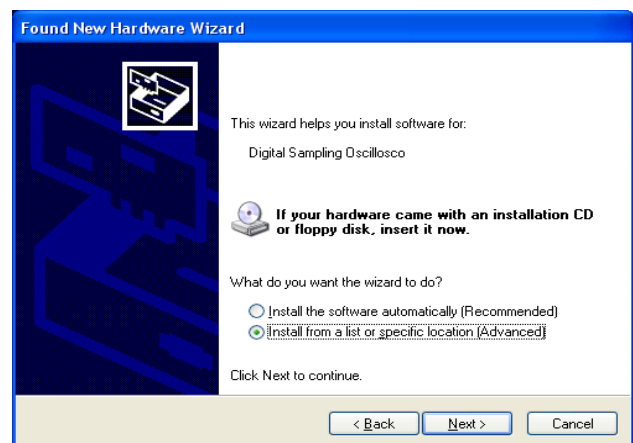 Found New Hardware Wizard
This wizard helps you install software for:
Digital Sampling Oscillosco
If your hardware came with an installation CD
or floppy disk, insert it now.
What do you want the wizard to do?
Install the software automatically (Recommended)
Install from a list or specific location (Advanced)
Click Next to continue.
< Back Next > Cancel